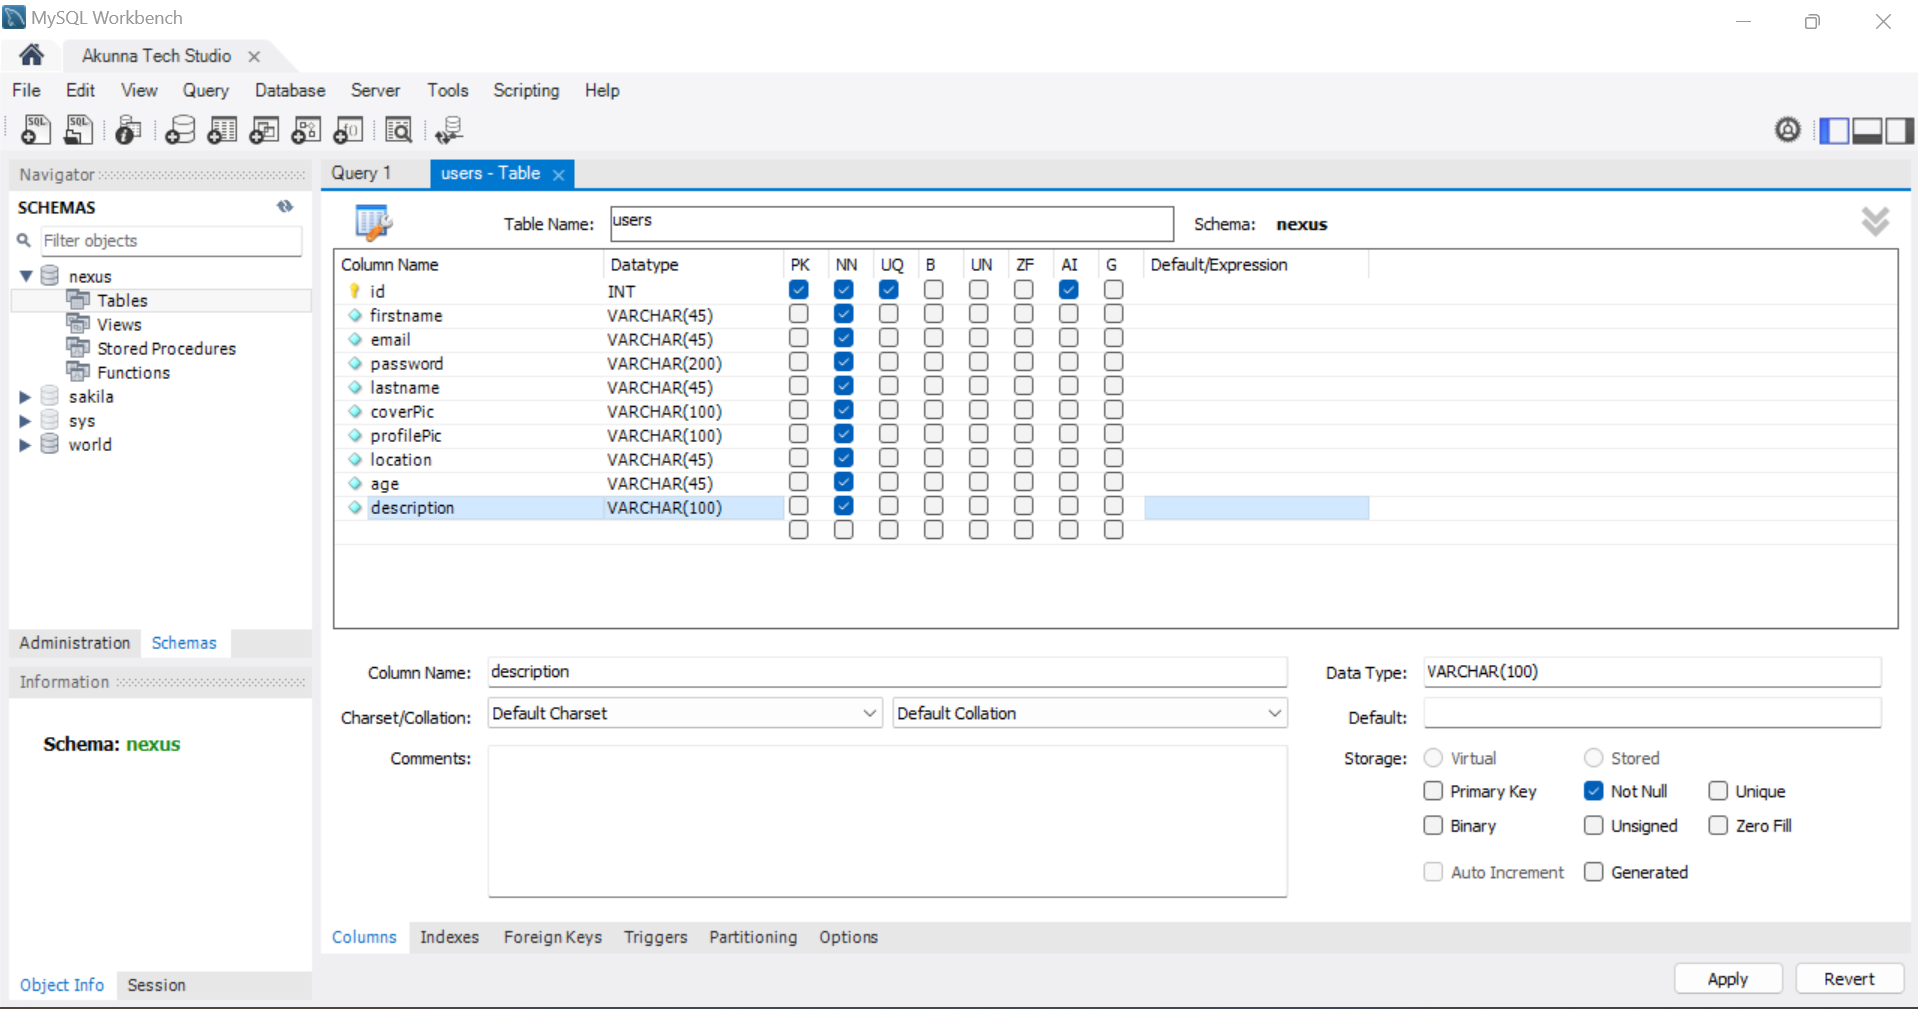 MySQL Workbench
Akunna Tech Studio
File Edit View Query Database Server Tools Scripting Help
Navigator
SCHEMAS
Filter objects
nexus
Tables
Views
Stored Procedures
Functions
sakila
sys
world
Administration Schemas
Information
Schema: nexus
Object Info Session
Query 1 users - Table
Table Name: users Schema: nexus
Column Name Datatype PK NN UQ B UN ZF AI G Default/Expression
id INT
firstname VARCHAR(45)
email VARCHAR(45)
password VARCHAR(200)
lastname VARCHAR(45)
coverPic VARCHAR(100)
profilePic VARCHAR(100)
location VARCHAR(45)
age VARCHAR(45)
description VARCHAR(100)
Column Name: description Data Type: VARCHAR(100)
Charset/Collation: Default Charset Default Collation Default:
Comments: Storage: Virtual Stored
Primary Key Not Null Unique
Binary Unsigned Zero Fill
Auto Increment Generated
Columns Indexes Foreign Keys Triggers Partitioning Options
Apply Revert